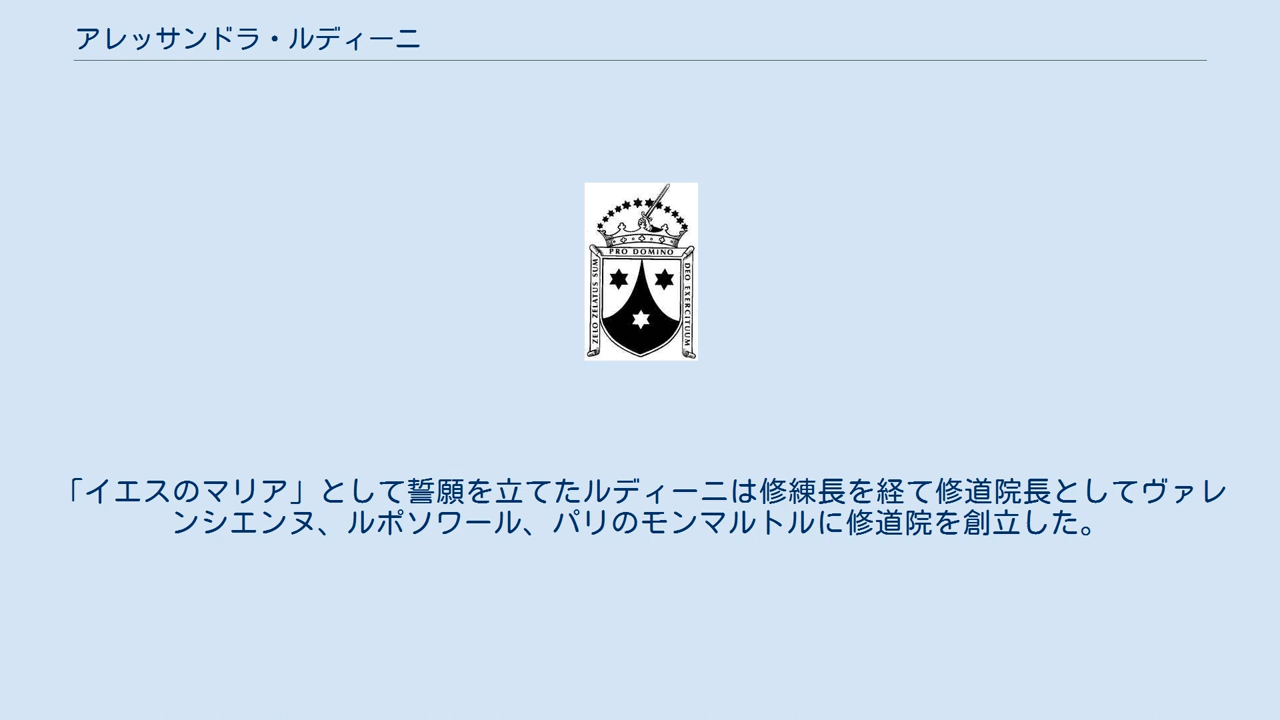 アレッサンドラ・ルディーニ
PRO DOMINO
ZELO ZELATUS SUM
DEO EXERCITUUM
「イエスのマリア」として誓願を立てたルディーニは修練長を経て修道院長としてヴァレ
ンシエンヌ、ルポソワール、パリのモンマルトルに修道院を創立した。